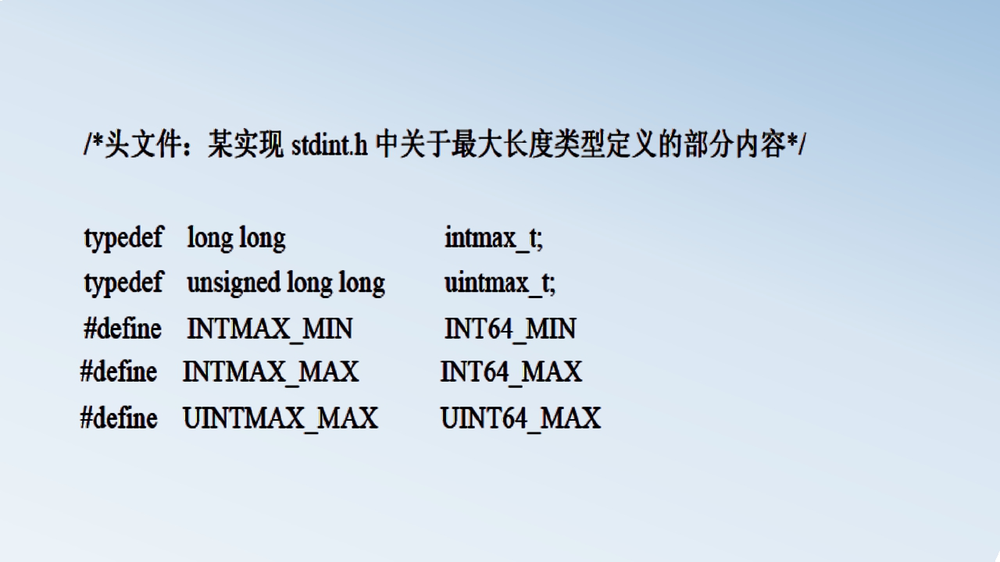 /*头文件：某实现 stdint.h 中关于最大长度类型定义的部分内容*/
typedef long long intmax_t;
typedef unsigned long long uintmax_t;
#define INTMAX_MIN INT64_MIN
#define INTMAX_MAX INT64_MAX
#define UINTMAX_MAX UINT64_MAX